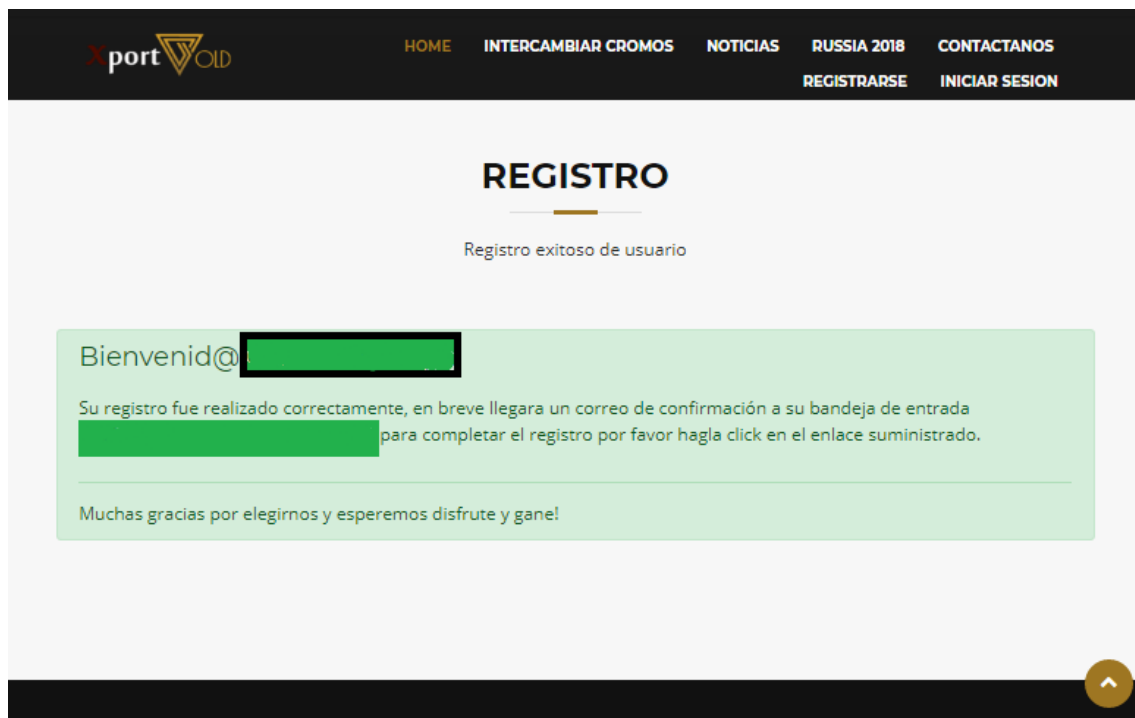 Xport VOLD
HOME INTERCAMBIAR CROMOS NOTICIAS RUSSIA 2018 CONTACTANOS
REGISTRARSE INICIAR SESION
REGISTRO
Registro exitoso de usuario
Bienvenid@
Su registro fue realizado correctamente, en breve llegara un correo de confirmación a su bandeja de entrada
para completar el registro por favor hagla click en el enlace suministrado.
Muchas gracias por elegirnos y esperemos disfrute y gane!